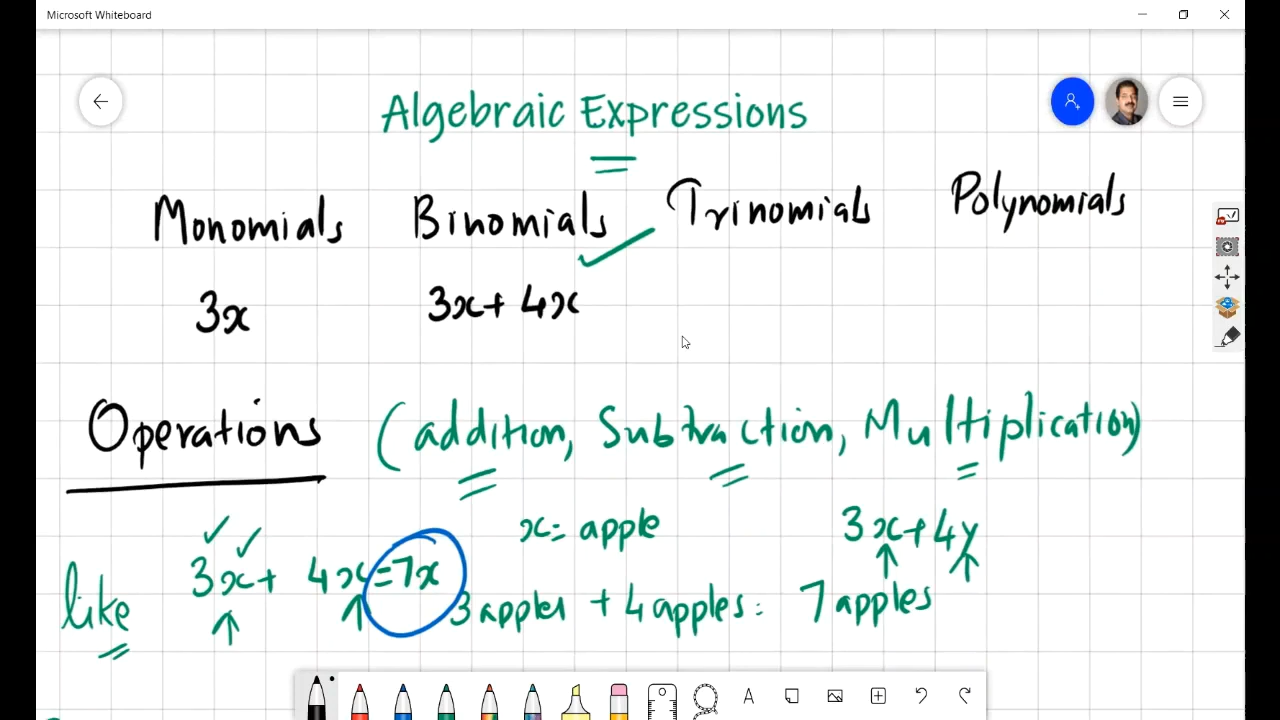 Microsoft Whiteboard
Algebraic Expressions
Monomials Binomials Trinomials Polynomials
3x 3x+ 4x
Operations (addition, Subtraction, Multiplication)
x= apple 3x+4y
like 3x+ 4x=7x
3 apples + 4 apples = 7 apples
A